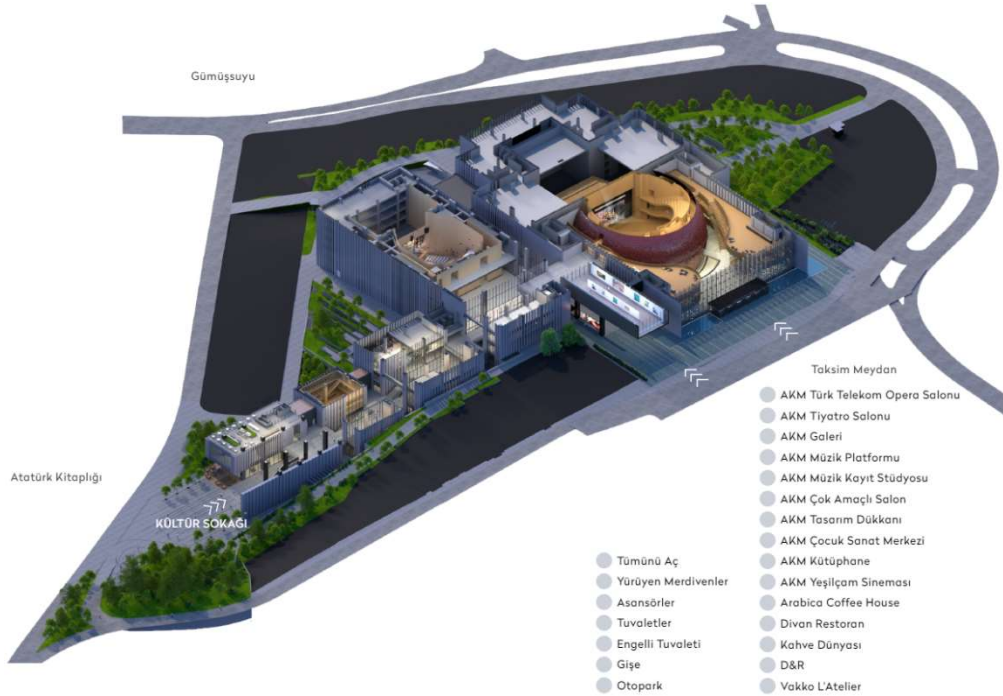 Gümüşsuyu
Atatürk Kitaplığı
KÜLTÜR SOKAĞI
Taksim Meydan
AKM Türk Telekom Opera Salonu
AKM Tiyatro Salonu
AKM Galeri
AKM Müzik Platformu
AKM Müzik Kayıt Stüdyosu
AKM Çok Amaçlı Salon
AKM Tasarım Dükkanı
AKM Çocuk Sanat Merkezi
AKM Kütüphane
AKM Yeşilçam Sineması
Arabica Coffee House
Divan Restoran
Kahve Dünyası
D&R
Vakko L'Atelier
Tümünü Aç
Yürüyen Merdivenler
Asansörler
Tuvaletler
Engelli Tuvaleti
Gişe
Otopark